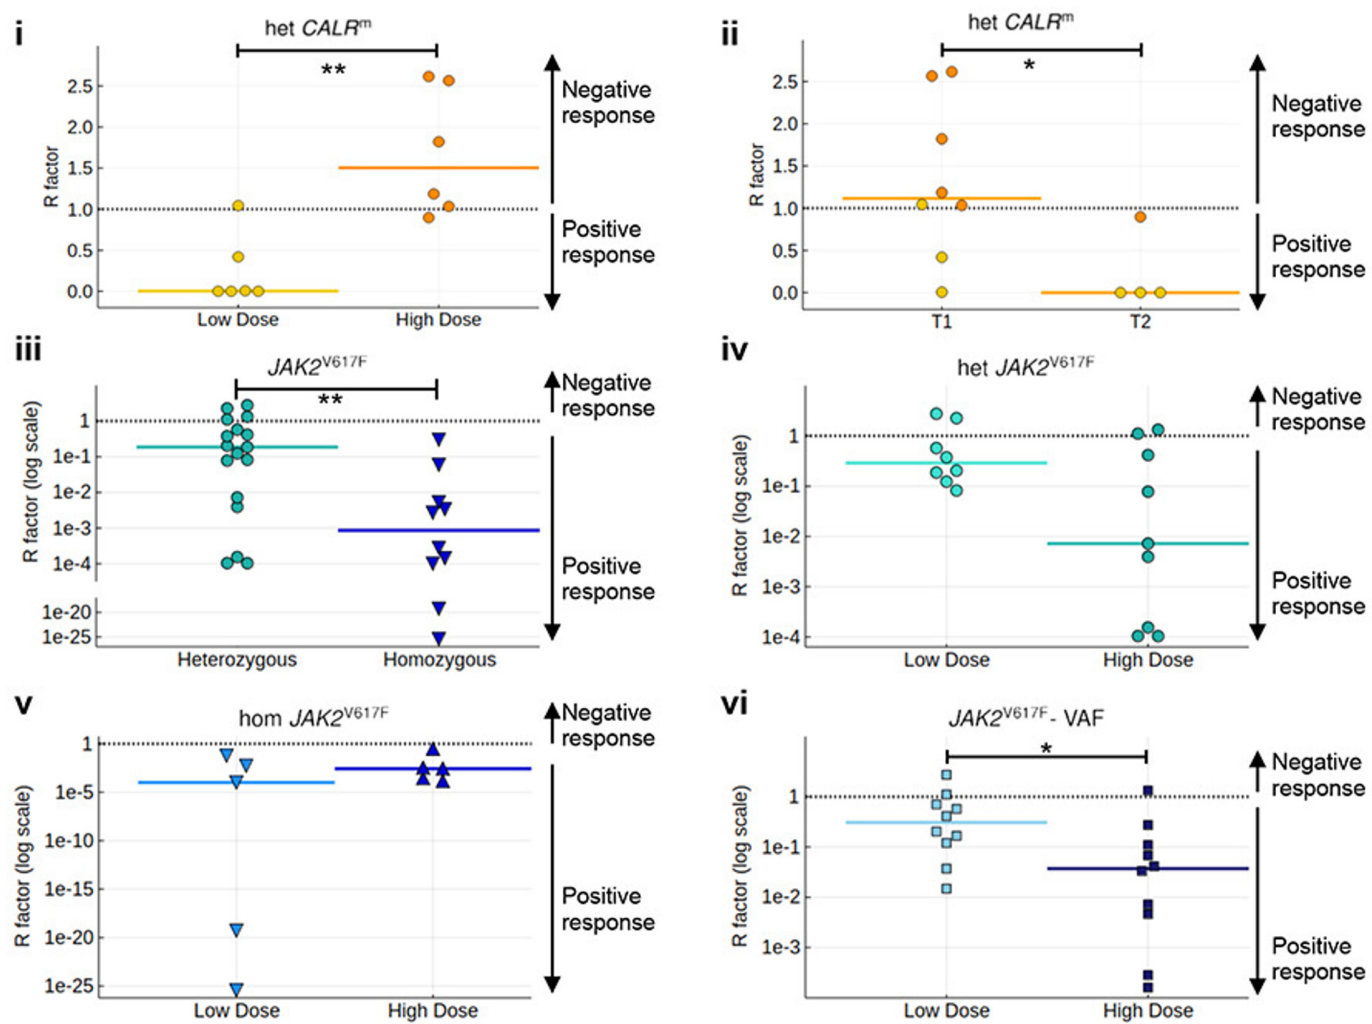 i
het CALRᵐ
**
R factor
2.5
2.0
1.5
1.0
0.5
0.0
Low Dose
High Dose
Negative
response
Positive
response
ii
het CALRᵐ
*
R factor
2.5
2.0
1.5
1.0
0.5
0.0
T1
T2
Negative
response
Positive
response
iii
JAK2V617F
**
R factor (log scale)
1
1e-1
1e-2
1e-3
1e-4
1e-20
1e-25
Heterozygous
Homozygous
Negative
response
Positive
response
iv
het JAK2V617F
R factor (log scale)
1
1e-1
1e-2
1e-3
1e-4
Low Dose
High Dose
Negative
response
Positive
response
v
hom JAK2V617F
R factor (log scale)
1
1e-5
1e-10
1e-15
1e-20
1e-25
Low Dose
High Dose
Negative
response
Positive
response
vi
JAK2V617F- VAF
*
R factor (log scale)
1
1e-1
1e-2
1e-3
Low Dose
High Dose
Negative
response
Positive
response